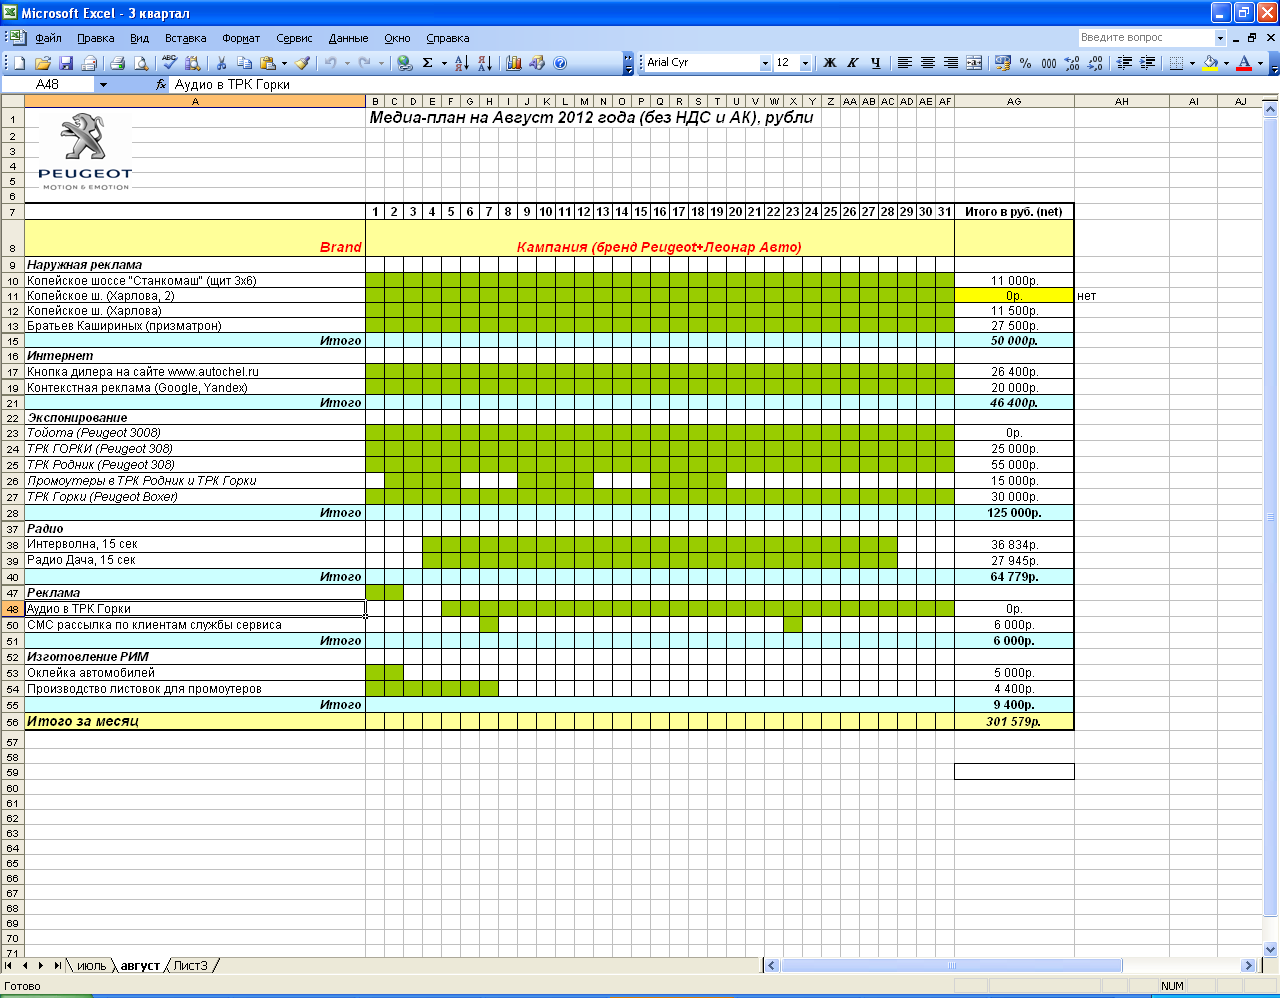 Microsoft Excel - 3 квартал
Файл Правка Вид Вставка Формат Сервис Данные Окно Справка Введите вопрос
Arial Cyr 12 Ж К Ч
A48 fx Аудио в ТРК Горки
A B C D E F G H I J K L M N O P Q R S T U V W X Y Z AA AB AC AD AE AF AG AH AI AJ
1 Медиа-план на Август 2012 года (без НДС и АК), рубли
2
3
4
PEUGEOT
5
MOTION & EMOTION
6
7 1 2 3 4 5 6 7 8 9 10 11 12 13 14 15 16 17 18 19 20 21 22 23 24 25 26 27 28 29 30 31 Итого в руб. (net)
8 Brand Кампания (бренд Peugeot+Леонар Авто)
9 Наружная реклама
10 Копейское шоссе "Станкомаш" (щит 3х6) 11 000р.
11 Копейское ш. (Харлова, 2) 0р. нет
12 Копейское ш. (Харлова) 11 500р.
13 Братьев Кашириных (призматрон) 27 500р.
15 Итого 50 000р.
16 Интернет
17 Кнопка дилера на сайте www.autochel.ru 26 400р.
19 Контекстная реклама (Google, Yandex) 20 000р.
21 Итого 46 400р.
22 Экспонирование
23 Тойота (Peugeot 3008) 0р.
24 ТРК ГОРКИ (Peugeot 308) 25 000р.
25 ТРК Родник (Peugeot 308) 55 000р.
26 Промоутеры в ТРК Родник и ТРК Горки 15 000р.
27 ТРК Горки (Peugeot Boxer) 30 000р.
28 Итого 125 000р.
37 Радио
38 Интерволна, 15 сек 36 834р.
39 Радио Дача, 15 сек 27 945р.
40 Итого 64 779р.
47 Реклама
48 Аудио в ТРК Горки 0р.
50 СМС рассылка по клиентам службы сервиса 6 000р.
51 Итого 6 000р.
52 Изготовление РИМ
53 Оклейка автомобилей 5 000р.
54 Производство листовок для промоутеров 4 400р.
55 Итого 9 400р.
56 Итого за месяц 301 579р.
57
58
59
60
61
62
63
64
65
66
67
68
69
70
71
июль август Лист3
Готово NUM